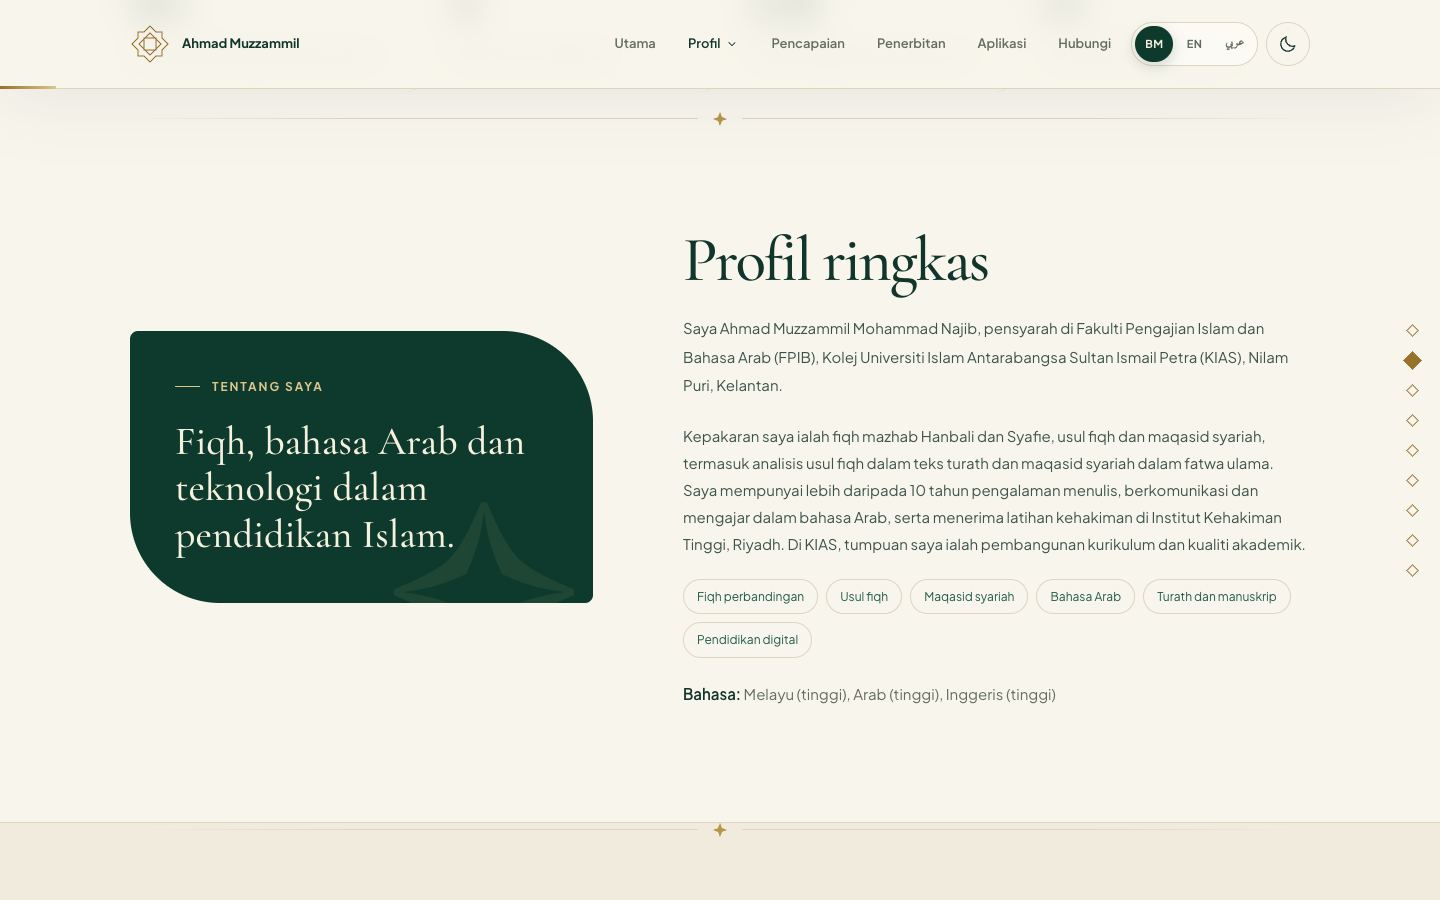 Ahmad Muzzammil
Utama
Profil
Pencapaian
Penerbitan
Aplikasi
Hubungi
BM
EN
عربي
TENTANG SAYA
Fiqh, bahasa Arab dan
teknologi dalam
pendidikan Islam.
Profil ringkas
Saya Ahmad Muzzammil Mohammad Najib, pensyarah di Fakulti Pengajian Islam dan
Bahasa Arab (FPIB), Kolej Universiti Islam Antarabangsa Sultan Ismail Petra (KIAS), Nilam
Puri, Kelantan.
Kepakaran saya ialah fiqh mazhab Hanbali dan Syafie, usul fiqh dan maqasid syariah,
termasuk analisis usul fiqh dalam teks turath dan maqasid syariah dalam fatwa ulama.
Saya mempunyai lebih daripada 10 tahun pengalaman menulis, berkomunikasi dan
mengajar dalam bahasa Arab, serta menerima latihan kehakiman di Institut Kehakiman
Tinggi, Riyadh. Di KIAS, tumpuan saya ialah pembangunan kurikulum dan kualiti akademik.
Fiqh perbandingan
Usul fiqh
Maqasid syariah
Bahasa Arab
Turath dan manuskrip
Pendidikan digital
Bahasa: Melayu (tinggi), Arab (tinggi), Inggeris (tinggi)